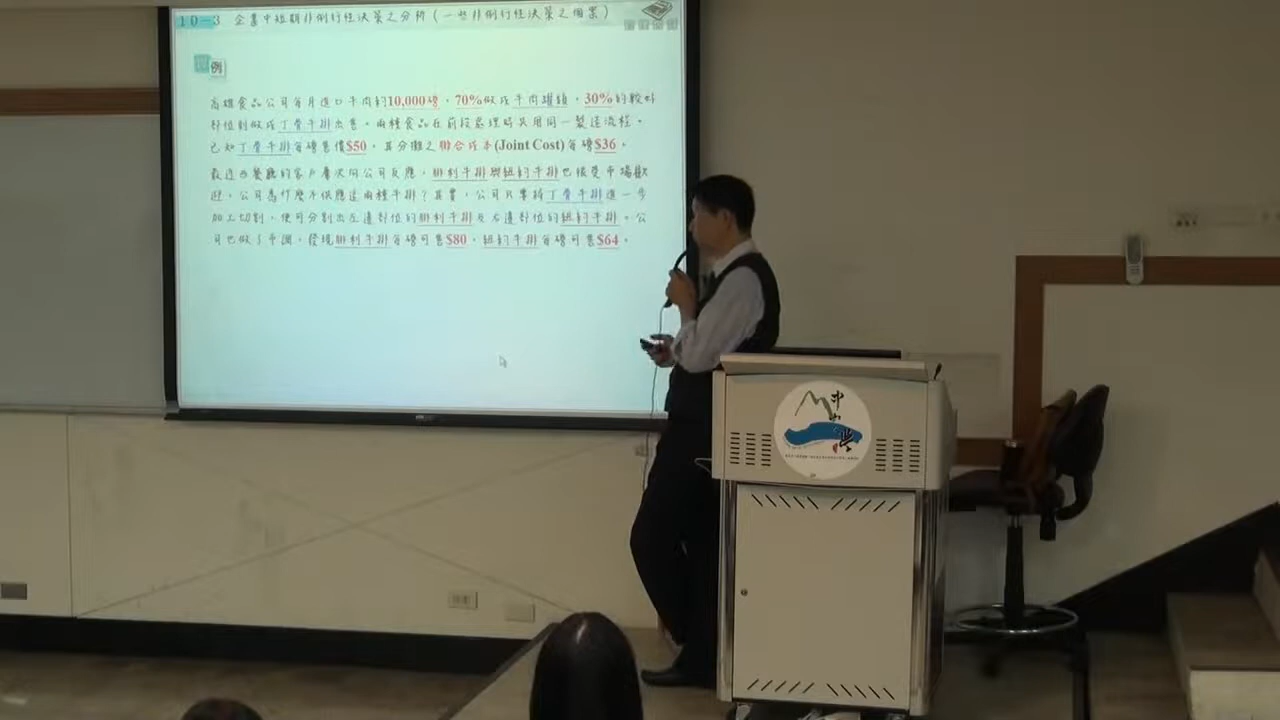 10-3 企業中短期非例行性決策之分析(一些非例行性決策之個案)
例
高雄食品公司每月進口牛肉約10,000磅，70%做成牛肉罐頭，30%的較好
部位則做成丁骨牛排出售。兩種食品在前段處理時共用同一製造流程。
已知丁骨牛排每磅售價$50，其分攤之聯合成本(Joint Cost)每磅$36。
最近西餐廳的客戶屢次向公司反應，腓利牛排與紐約牛排也很受市場歡
迎，公司為什麼不供應這兩種牛排？其實，公司只要將丁骨牛排進一步
加工切割，便可分割出左邊部位的腓利牛排及右邊部位的紐約牛排。公
司也做了市調，發現腓利牛排每磅可售$80，紐約牛排每磅可售$64。
中山